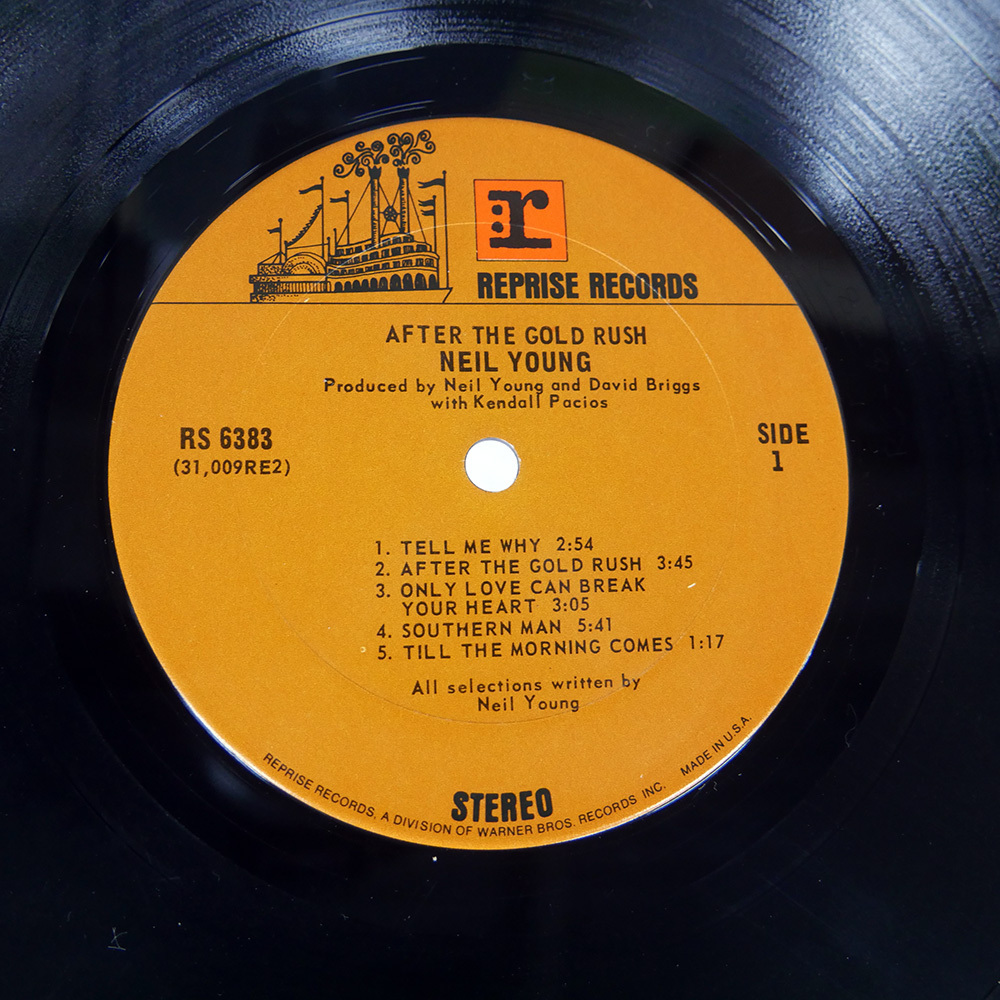 r
REPRISE RECORDS
AFTER THE GOLD RUSH
NEIL YOUNG
Produced by Neil Young and David Briggs
with Kendall Pacios
RS 6383
(31,009RE2)
SIDE
1
1. TELL ME WHY 2:54
2. AFTER THE GOLD RUSH 3:45
3. ONLY LOVE CAN BREAK
YOUR HEART 3:05
4. SOUTHERN MAN 5:41
5. TILL THE MORNING COMES 1:17
All selections written by
Neil Young
STEREO
REPRISE RECORDS, A DIVISION OF WARNER BROS. RECORDS INC. MADE IN U.S.A.